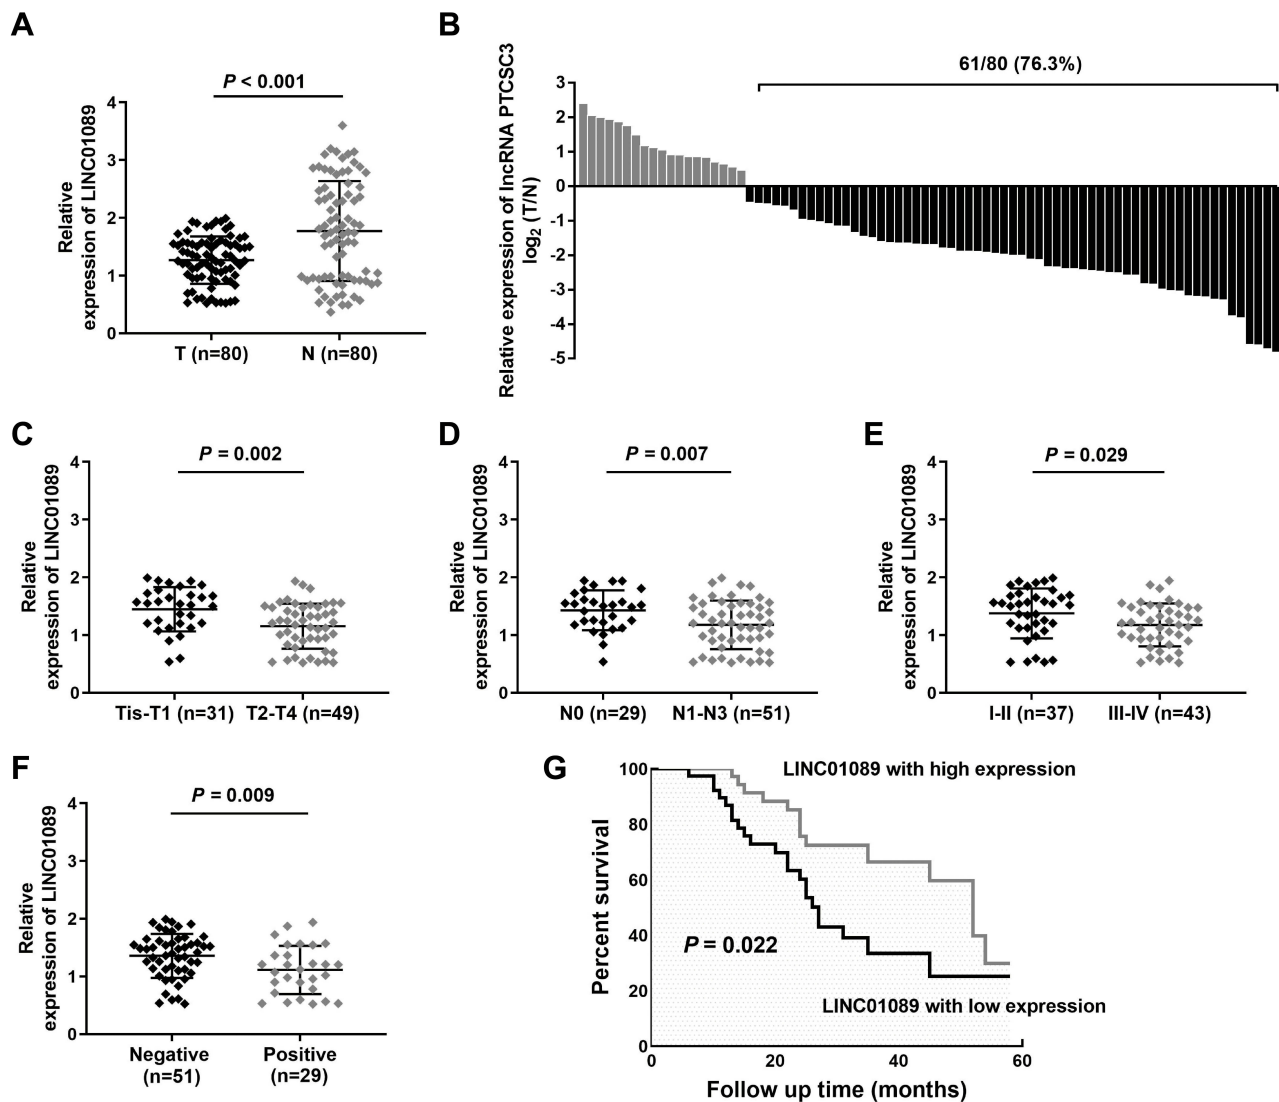 A
P < 0.001
Relative
expression of LINC01089
4
3
2
1
0
T (n=80)
N (n=80)
B
61/80 (76.3%)
Relative expression of lncRNA PTCSC3
log2 (T/N)
3
2
1
0
-1
-2
-3
-4
-5
C
P = 0.002
Relative
expression of LINC01089
4
3
2
1
0
Tis-T1 (n=31)
T2-T4 (n=49)
D
P = 0.007
Relative
expression of LINC01089
4
3
2
1
0
N0 (n=29)
N1-N3 (n=51)
E
P = 0.029
Relative
expression of LINC01089
4
3
2
1
0
I-II (n=37)
III-IV (n=43)
F
P = 0.009
Relative
expression of LINC01089
4
3
2
1
0
Negative
(n=51)
Positive
(n=29)
G
LINC01089 with high expression
Percent survival
100
80
60
40
20
0
P = 0.022
LINC01089 with low expression
0
20
40
60
Follow up time (months)